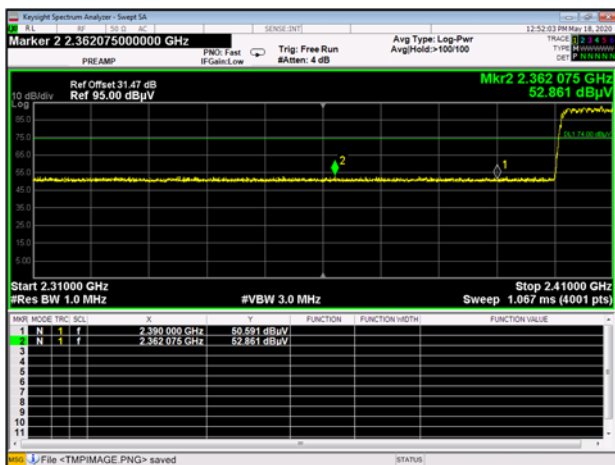 Keysight Spectrum Analyzer - Swept SA
RL RF 50 Ω AC SENSE:INT 12:52:03 PM May 18, 2020
Marker 2 2.362075000000 GHz
PREAMP
PNO: Fast
IFGain:Low
Trig: Free Run
#Atten: 4 dB
Avg Type: Log-Pwr
Avg|Hold:>100/100
TRACE 1 2 3 4 5 6
TYPE M W W W W W
DET P N N N N N
Mkr2 2.362 075 GHz
52.861 dBµV
Ref Offset 31.47 dB
10 dB/div Ref 95.00 dBµV
Log
85.0
75.0
DL1 74.00 dBµV
65.0
55.0
45.0
35.0
25.0
15.0
5.00
2
1
Start 2.31000 GHz Stop 2.41000 GHz
#Res BW 1.0 MHz #VBW 3.0 MHz Sweep 1.067 ms (4001 pts)
MKR MODE TRC SCL X Y FUNCTION FUNCTION WIDTH FUNCTION VALUE
1 N 1 f 2.390 000 GHz 50.591 dBµV
2 N 1 f 2.362 075 GHz 52.861 dBµV
3
4
5
6
7
8
9
10
11
MSG File <TMPIMAGE.PNG> saved STATUS